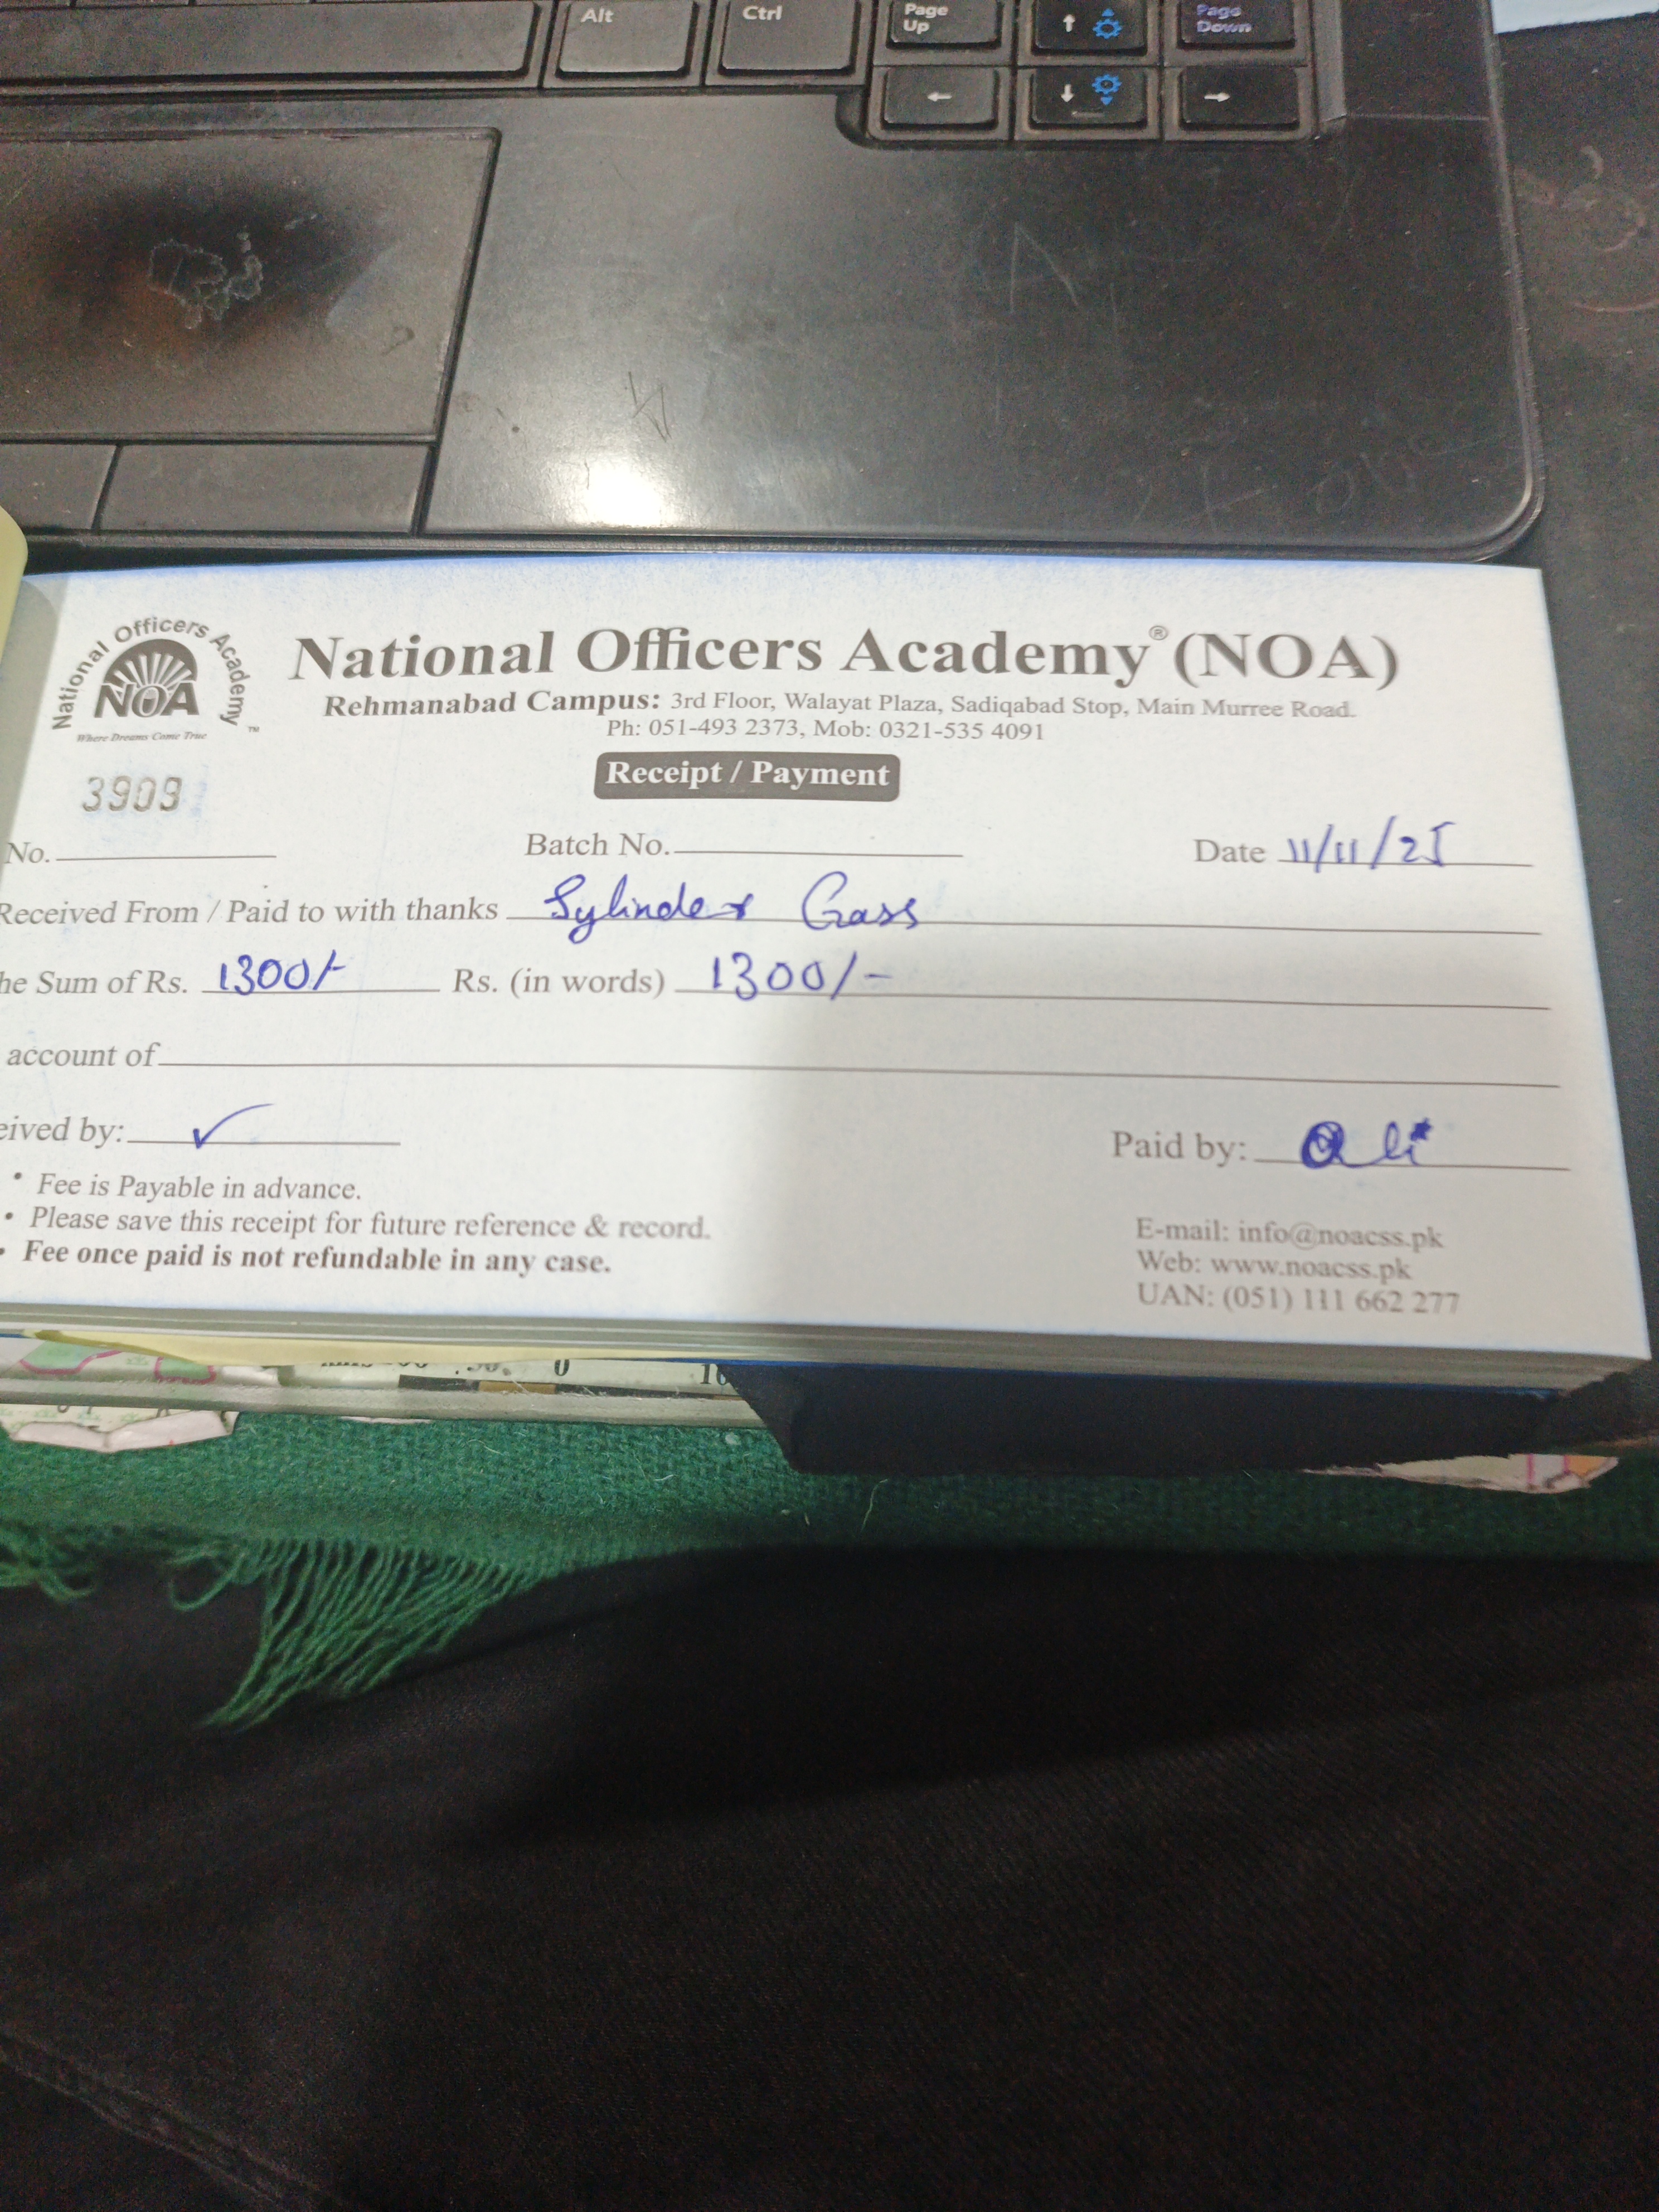 Alt Ctrl Page Up ↑ Page Down
← ↓ →
National Officers Academy ™
NOA
Where Dreams Come True
National Officers Academy® (NOA)
Rehmanabad Campus: 3rd Floor, Walayat Plaza, Sadiqabad Stop, Main Murree Road.
Ph: 051-493 2373, Mob: 0321-535 4091
Receipt / Payment
3909
No. Batch No. Date 11/11/25
Received From / Paid to with thanks Sylinder Gass
he Sum of Rs. 1300/- Rs. (in words) 1300/-
account of
eived by: ✓ Paid by: Ali
• Fee is Payable in advance.
• Please save this receipt for future reference & record.
• Fee once paid is not refundable in any case.
E-mail: info@noacss.pk
Web: www.noacss.pk
UAN: (051) 111 662 277
0 10